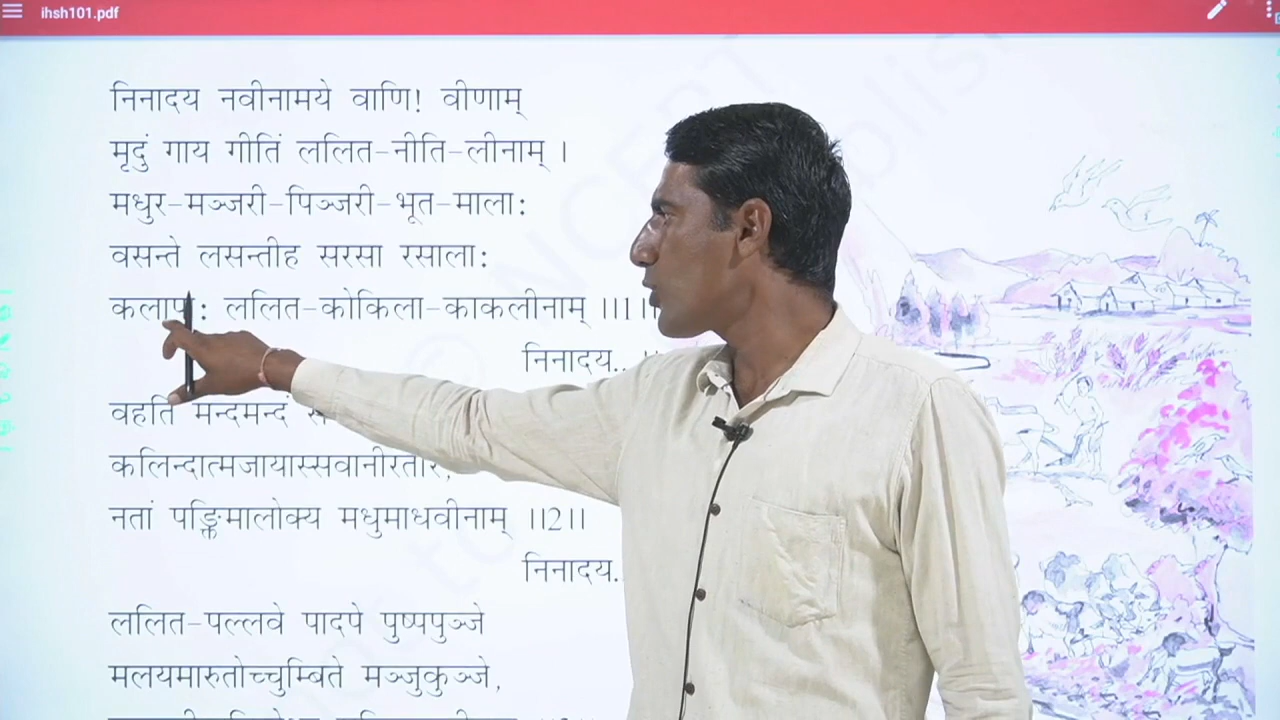 ihsh101.pdf
निनादय नवीनामये वाणि! वीणाम्
मृदुं गाय गीतिं ललित-नीति-लीनाम् ।
मधुर-मञ्जरी-पिञ्जरी-भूत-मालाः
वसन्ते लसन्तीह सरसा रसालाः
कलापाः ललित-कोकिला-काकलीनाम् ।।1।।
निनादय..
वहति मन्दमन्दं
कलिन्दात्मजायास्सवानीरतीरे,
नतां पङ्क्तिमालोक्य मधुमाधवीनाम् ।।2।।
निनादय.
ललित-पल्लवे पादपे पुष्पपुञ्जे
मलयमारुतोच्चुम्बिते मञ्जुकुञ्जे,